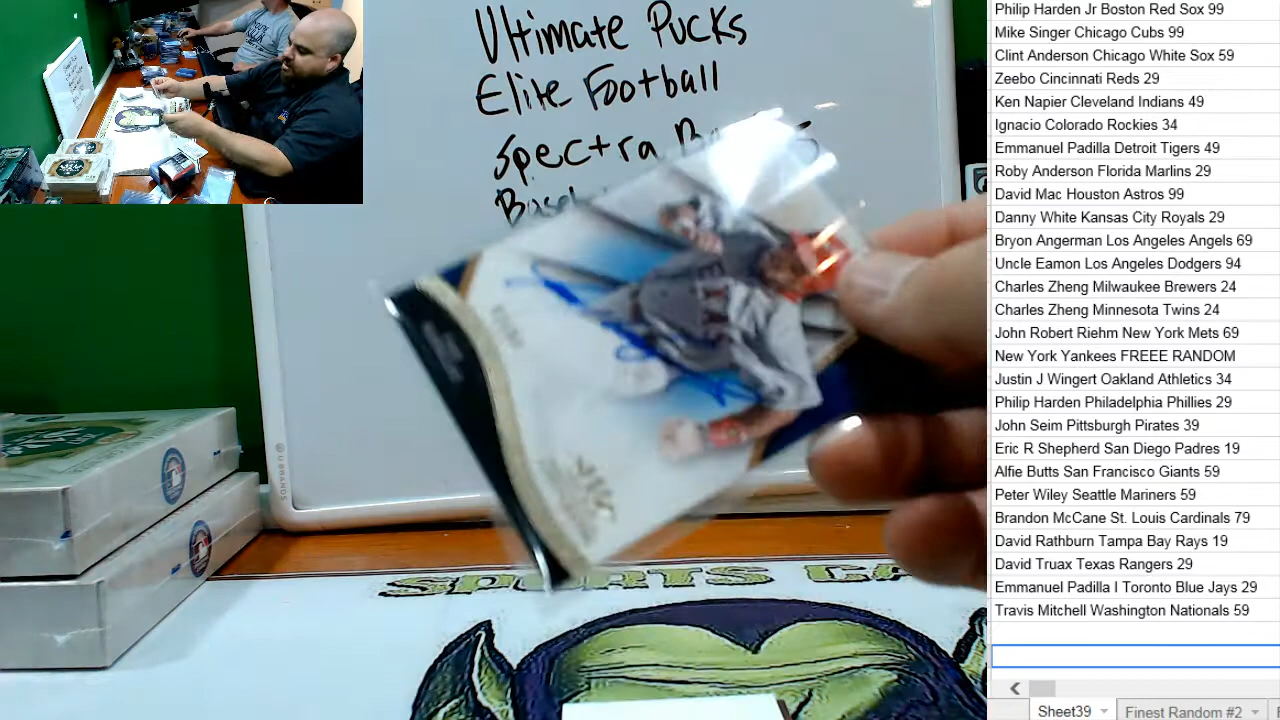 Ultimate Pucks
Elite Football
Spectra
SPORTS CA
Philip Harden Jr Boston Red Sox 99
Mike Singer Chicago Cubs 99
Clint Anderson Chicago White Sox 59
Zeebo Cincinnati Reds 29
Ken Napier Cleveland Indians 49
Ignacio Colorado Rockies 34
Emmanuel Padilla Detroit Tigers 49
Roby Anderson Florida Marlins 29
David Mac Houston Astros 99
Danny White Kansas City Royals 29
Bryon Angerman Los Angeles Angels 69
Uncle Eamon Los Angeles Dodgers 94
Charles Zheng Milwaukee Brewers 24
Charles Zheng Minnesota Twins 24
John Robert Riehm New York Mets 69
New York Yankees FREEE RANDOM
Justin J Wingert Oakland Athletics 34
Philip Harden Philadelphia Phillies 29
John Seim Pittsburgh Pirates 39
Eric R Shepherd San Diego Padres 19
Alfie Butts San Francisco Giants 59
Peter Wiley Seattle Mariners 59
Brandon McCane St. Louis Cardinals 79
David Rathburn Tampa Bay Rays 19
David Truax Texas Rangers 29
Emmanuel Padilla I Toronto Blue Jays 29
Travis Mitchell Washington Nationals 59
Sheet39
Finest Random #2